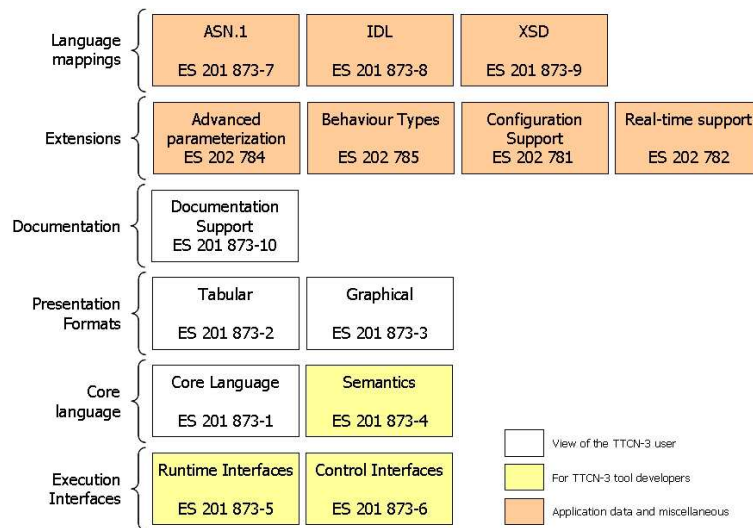 Language
mappings
ASN.1
ES 201 873-7
IDL
ES 201 873-8
XSD
ES 201 873-9
Extensions
Advanced
parameterization
ES 202 784
Behaviour Types
ES 202 785
Configuration
Support
ES 202 781
Real-time support
ES 202 782
Documentation
Documentation
Support
ES 201 873-10
Presentation
Formats
Tabular
ES 201 873-2
Graphical
ES 201 873-3
Core
language
Core Language
ES 201 873-1
Semantics
ES 201 873-4
Execution
Interfaces
Runtime Interfaces
ES 201 873-5
Control Interfaces
ES 201 873-6
View of the TTCN-3 user
For TTCN-3 tool developers
Application data and miscellaneous